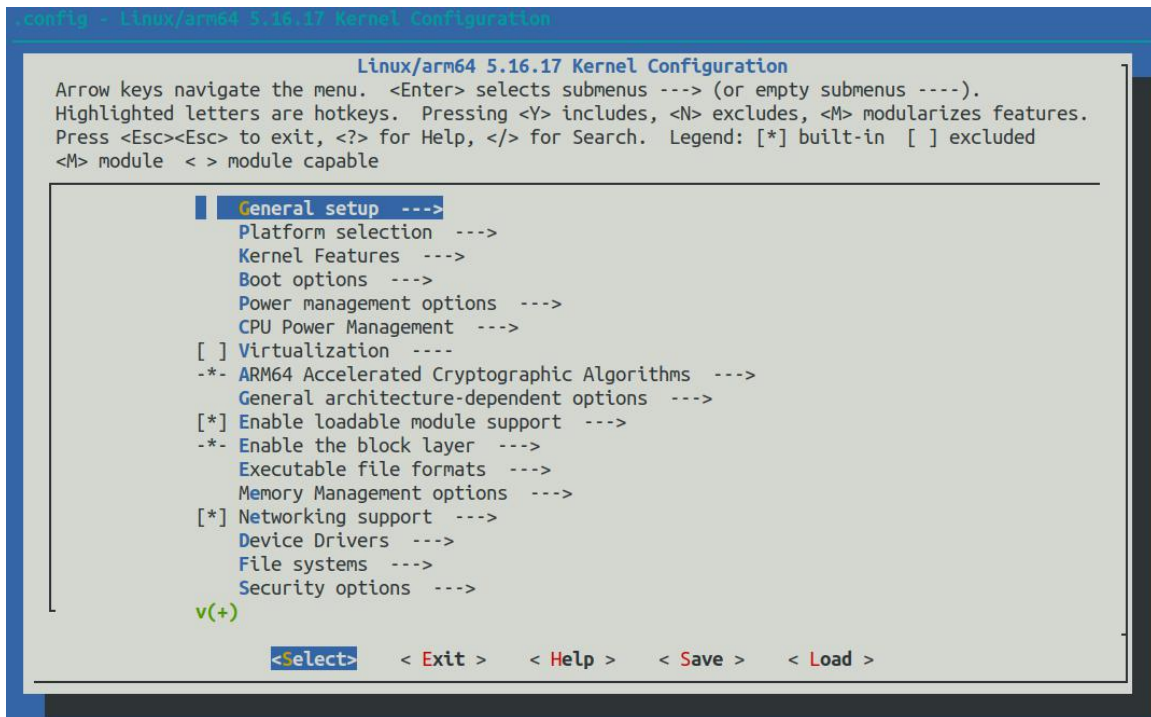 .config - Linux/arm64 5.16.17 Kernel Configuration
Linux/arm64 5.16.17 Kernel Configuration
Arrow keys navigate the menu.  <Enter> selects submenus ---> (or empty submenus ----).
Highlighted letters are hotkeys.  Pressing <Y> includes, <N> excludes, <M> modularizes features.
Press <Esc><Esc> to exit, <?> for Help, </> for Search.  Legend: [*] built-in  [ ] excluded
<M> module  < > module capable
General setup  --->
Platform selection  --->
Kernel Features  --->
Boot options  --->
Power management options  --->
CPU Power Management  --->
[ ] Virtualization  ----
-*- ARM64 Accelerated Cryptographic Algorithms  --->
General architecture-dependent options  --->
[*] Enable loadable module support  --->
-*- Enable the block layer  --->
Executable file formats  --->
Memory Management options  --->
[*] Networking support  --->
Device Drivers  --->
File systems  --->
Security options  --->
v(+)
<Select>    < Exit >    < Help >    < Save >    < Load >